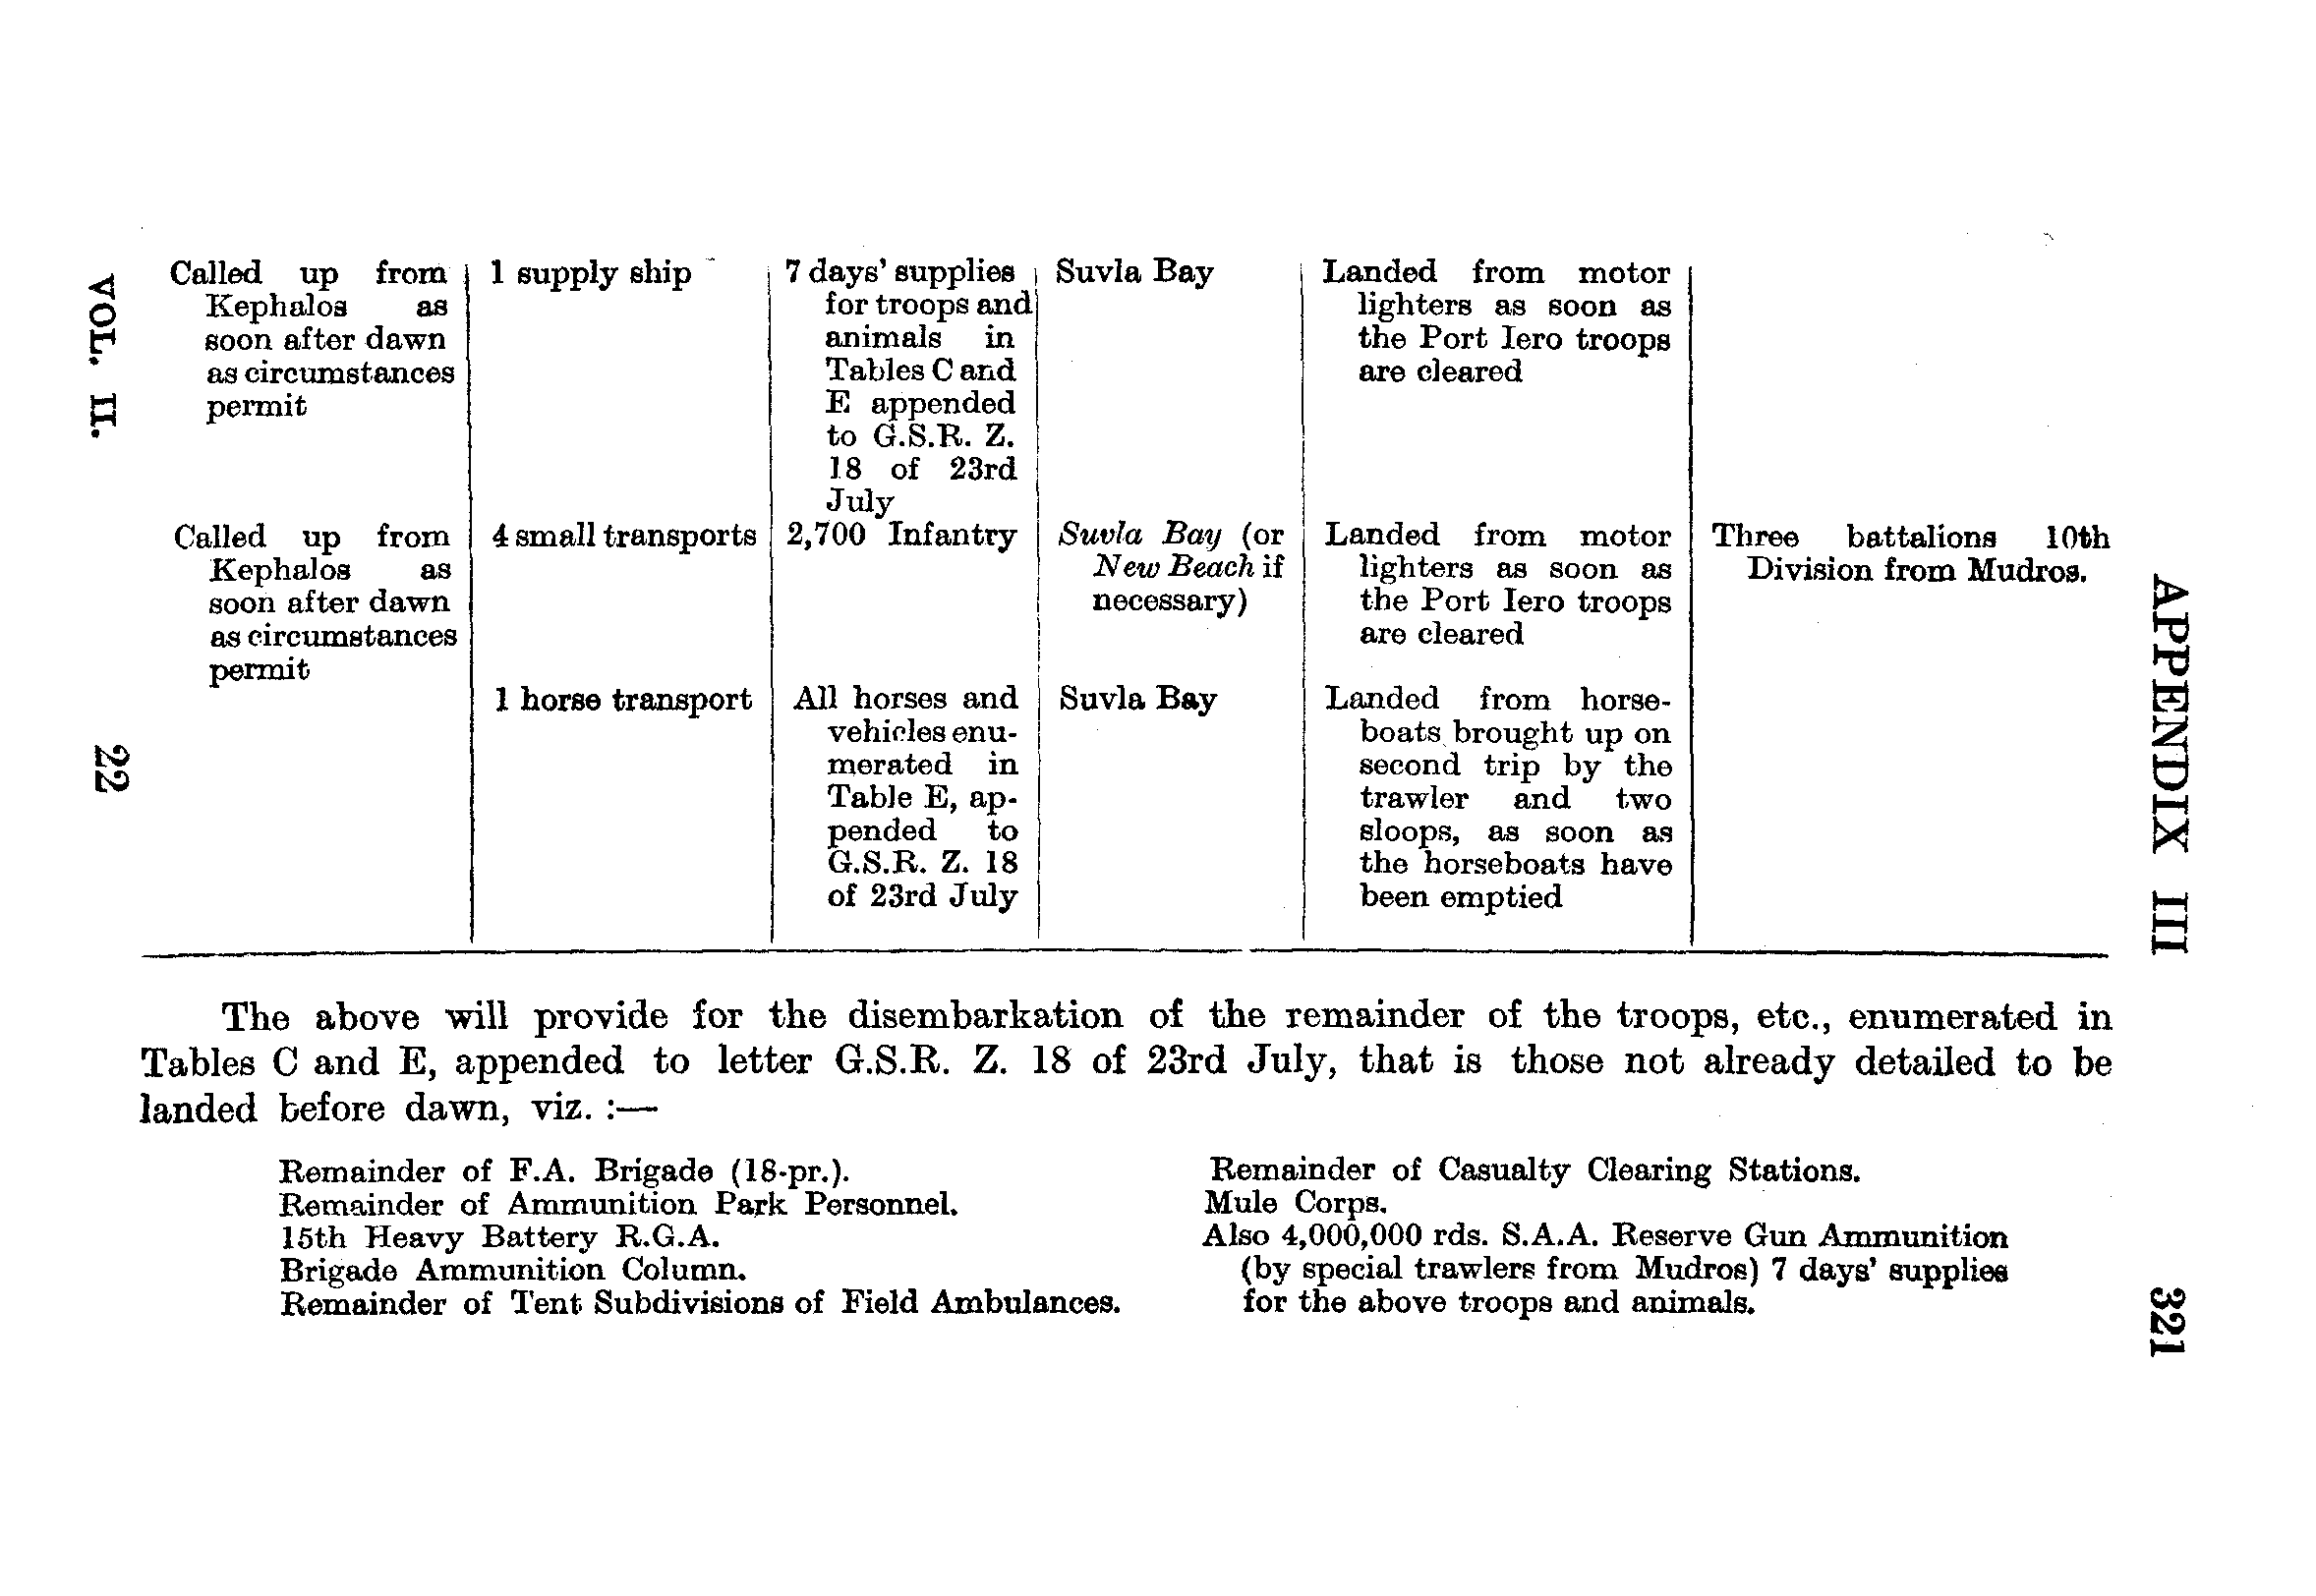 APPENDIX III
321
Called up from
Kephalos as
soon after dawn
as circumstances
permit
1 supply ship
7 days' supplies
for troops and
animals in
Tables C and
E appended
to G.S.R. Z.
18 of 23rd
July
Suvla Bay
Landed from motor
lighters as soon as
the Port Iero troops
are cleared
Called up from
Kephalos as
soon after dawn
as circumstances
permit
4 small transports
2,700 Infantry
Suvla Bay (or
New Beach if
necessary)
Landed from motor
lighters as soon as
the Port Iero troops
are cleared
Three battalions 10th
Division from Mudros.
1 horse transport
All horses and
vehicles enu-
merated in
Table E, ap-
pended to
G.S.R. Z. 18
of 23rd July
Suvla Bay
Landed from horse-
boats brought up on
second trip by the
trawler and two
sloops, as soon as
the horseboats have
been emptied
The above will provide for the disembarkation of the remainder of the troops, etc., enumerated in
Tables C and E, appended to letter G.S.R. Z. 18 of 23rd July, that is those not already detailed to be
landed before dawn, viz. :—
Remainder of F.A. Brigade (18-pr.).
Remainder of Ammunition Park Personnel.
15th Heavy Battery R.G.A.
Brigade Ammunition Column.
Remainder of Tent Subdivisions of Field Ambulances.
Remainder of Casualty Clearing Stations.
Mule Corps.
Also 4,000,000 rds. S.A.A. Reserve Gun Ammunition
(by special trawlers from Mudros) 7 days' supplies
for the above troops and animals.
VOL. II.
22